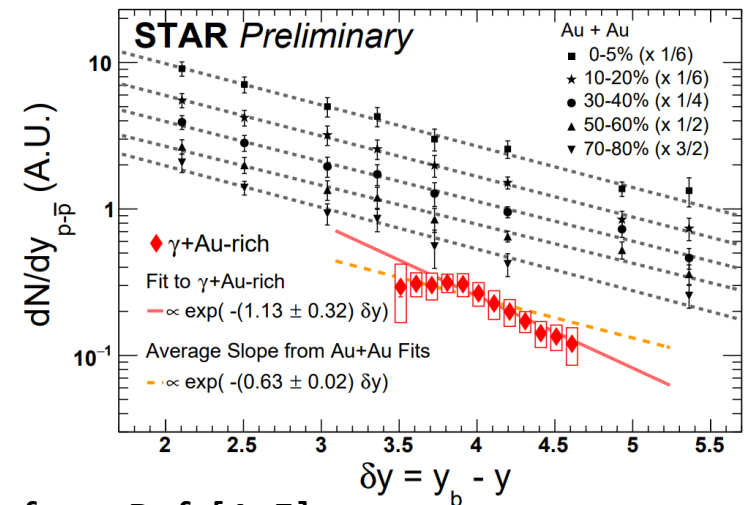 STAR Preliminary
Au + Au
0-5% (x 1/6)
10-20% (x 1/6)
30-40% (x 1/4)
50-60% (x 1/2)
70-80% (x 3/2)
10
1
10⁻¹
dN/dy p-p̅ (A.U.)
γ+Au-rich
Fit to γ+Au-rich
∝ exp( -(1.13 ± 0.32) δy)
Average Slope from Au+Au Fits
∝ exp( -(0.63 ± 0.02) δy)
2 2.5 3 3.5 4 4.5 5 5.5
δy = y_b - y